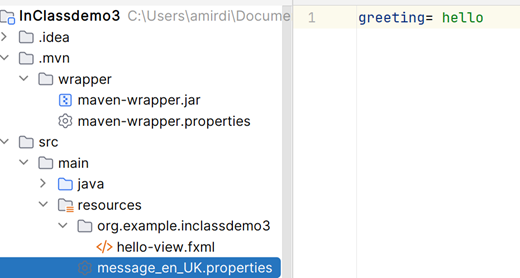 InClassdemo3 C:\Users\amirdi\Docume
.idea
.mvn
wrapper
maven-wrapper.jar
maven-wrapper.properties
src
main
java
resources
org.example.inclassdemo3
hello-view.fxml
message_en_UK.properties
1 greeting= hello